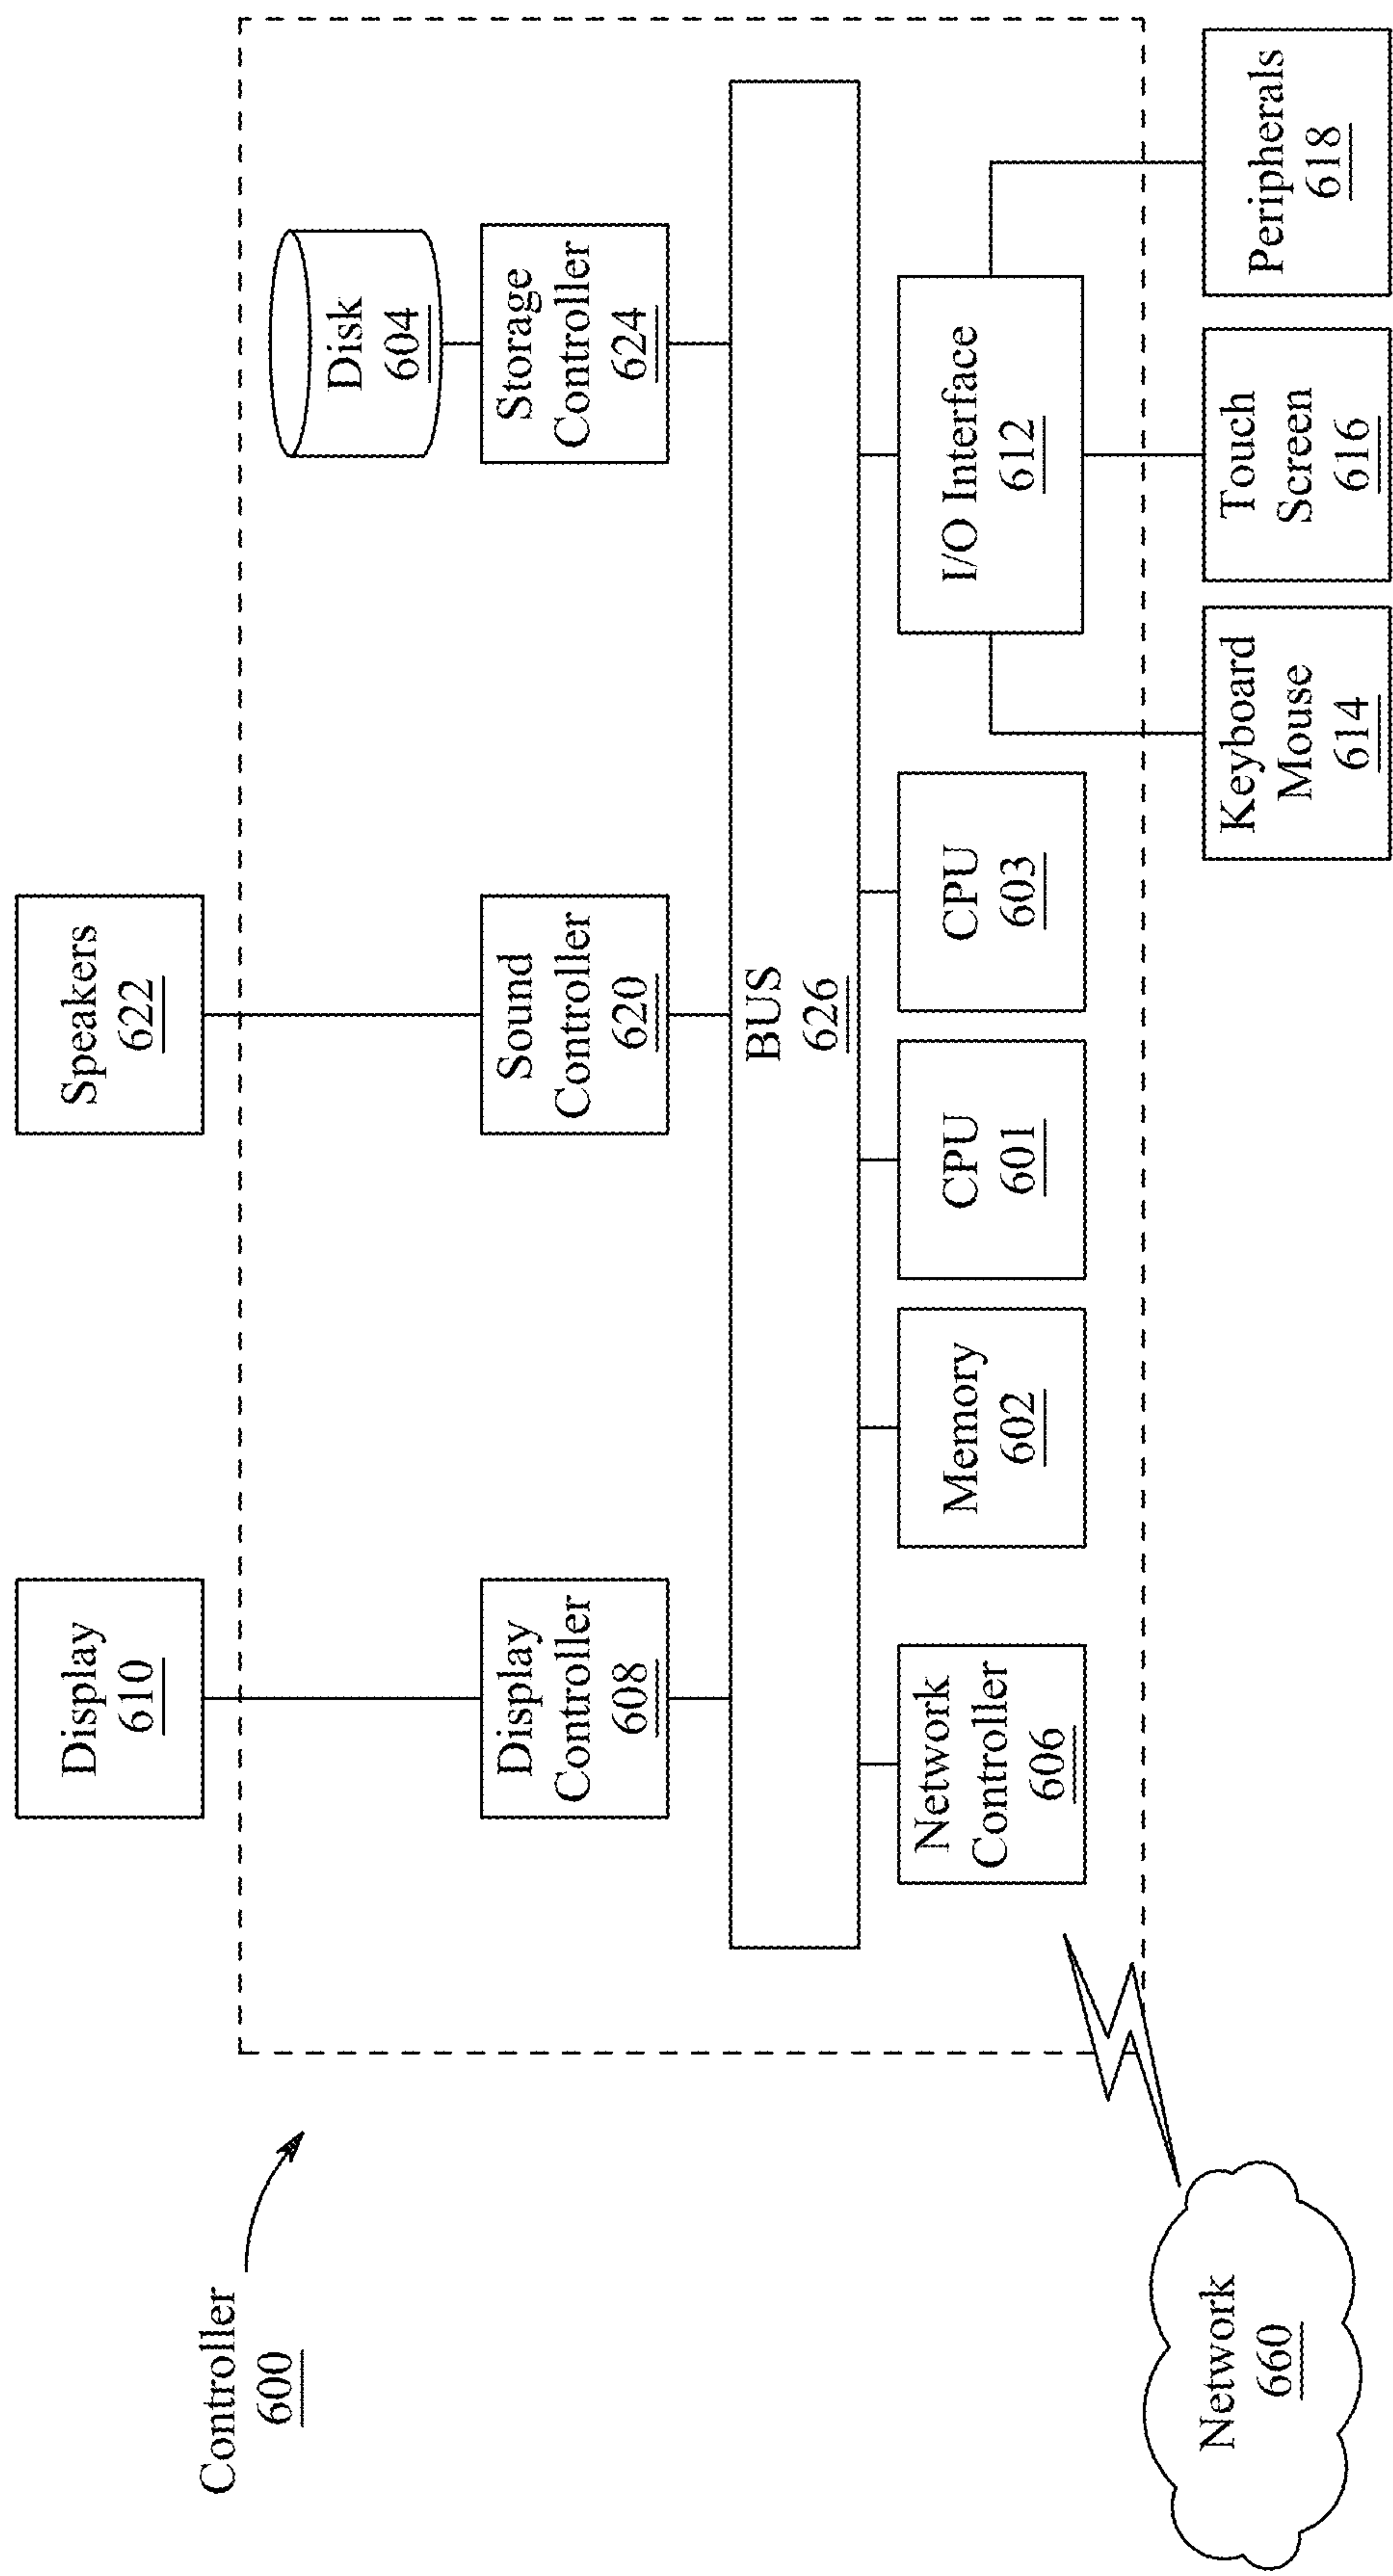 Controller
600
Display
610
Speakers
622
Disk
604
Display
Controller
608
Sound
Controller
620
Storage
Controller
624
BUS
626
Network
Controller
606
Memory
602
CPU
601
CPU
603
I/O Interface
612
Network
660
Keyboard
Mouse
614
Touch
Screen
616
Peripherals
618